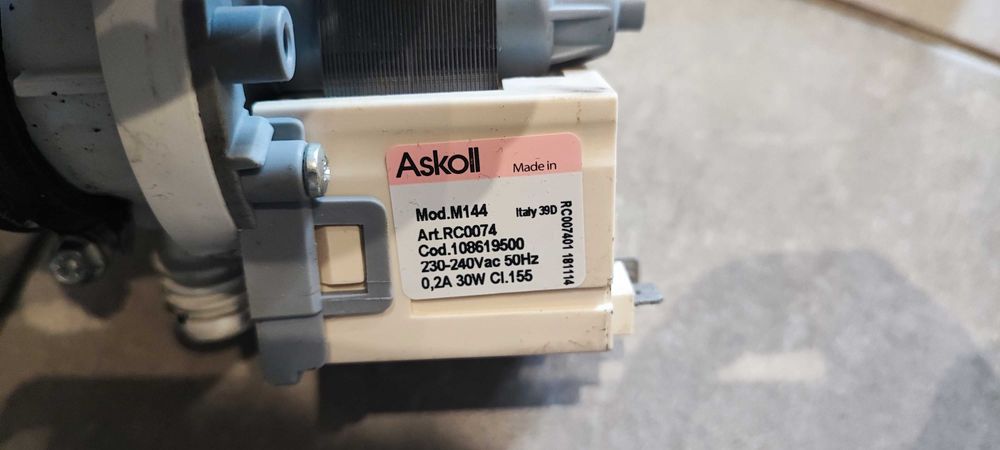 Askoll Made in
Mod.M144 Italy 39D
Art.RC0074
Cod.108619500
230-240Vac 50Hz
0,2A 30W Cl.155
RC007401 181114